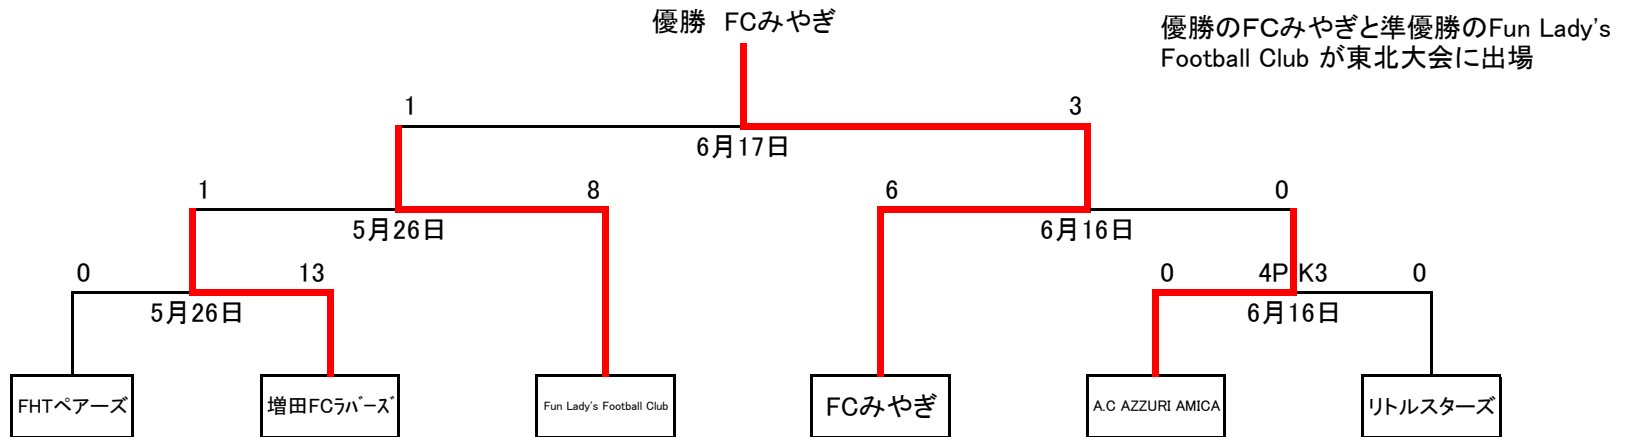 優勝 FCみやぎ
優勝のFCみやぎと準優勝のFun Lady's
Football Club が東北大会に出場
1
3
6月17日
1
8
6
0
5月26日
6月16日
0
13
0
4PK3
0
5月26日
6月16日
FHTペアーズ
増田FCラバーズ
Fun Lady's Football Club
FCみやぎ
A.C AZZURI AMICA
リトルスターズ